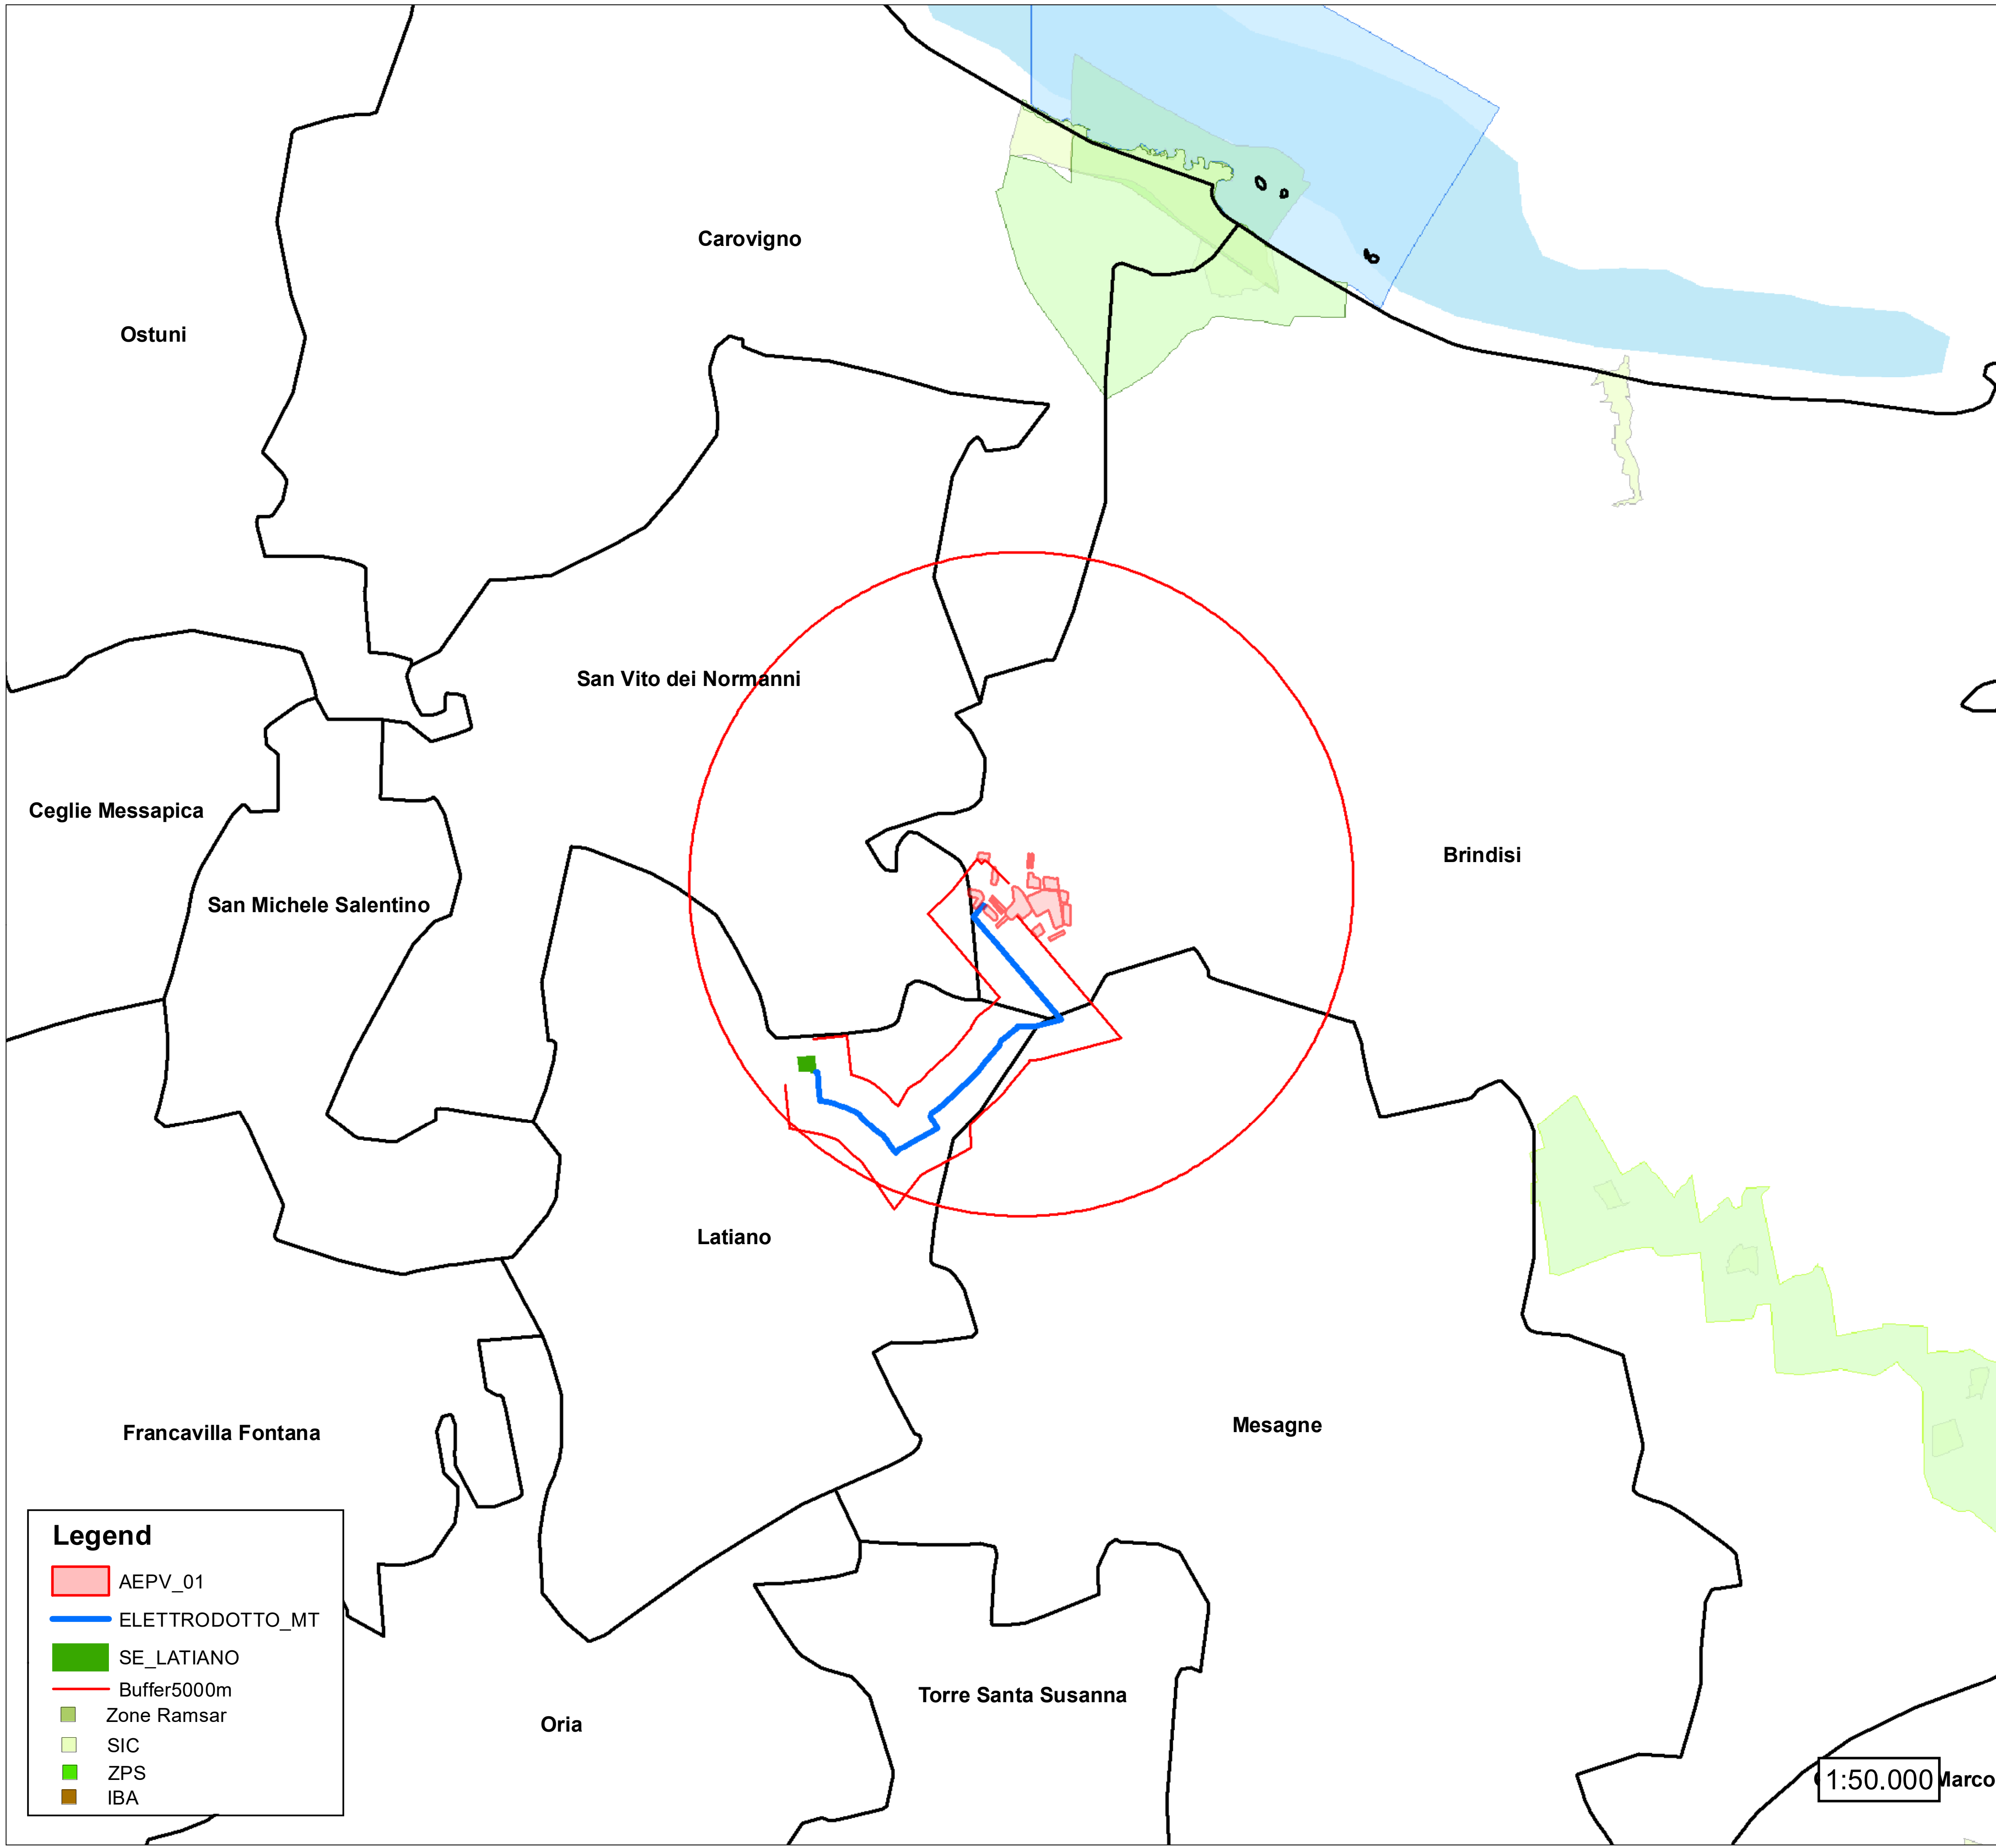 Carovigno
Ostuni
San Vito dei Normanni
Ceglie Messapica
Brindisi
San Michele Salentino
Latiano
Mesagne
Francavilla Fontana
Torre Santa Susanna
Oria
1:50.000
Marco
Legend
AEPV_01
ELETTRODOTTO_MT
SE_LATIANO
Buffer5000m
Zone Ramsar
SIC
ZPS
IBA